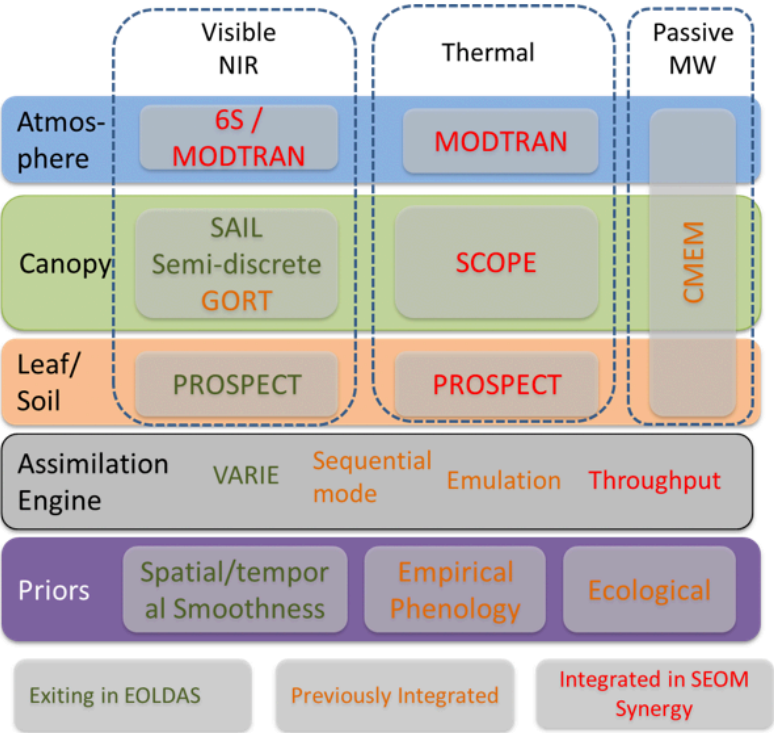 Visible
NIR
Thermal
Passive
MW
Atmos-
phere
6S /
MODTRAN
MODTRAN
Canopy
SAIL
Semi-discrete
GORT
SCOPE
CMEM
Leaf/
Soil
PROSPECT
PROSPECT
Assimilation
Engine
VARIE
Sequential
mode
Emulation
Throughput
Priors
Spatial/tempor
al Smoothness
Empirical
Phenology
Ecological
Exiting in EOLDAS
Previously Integrated
Integrated in SEOM
Synergy